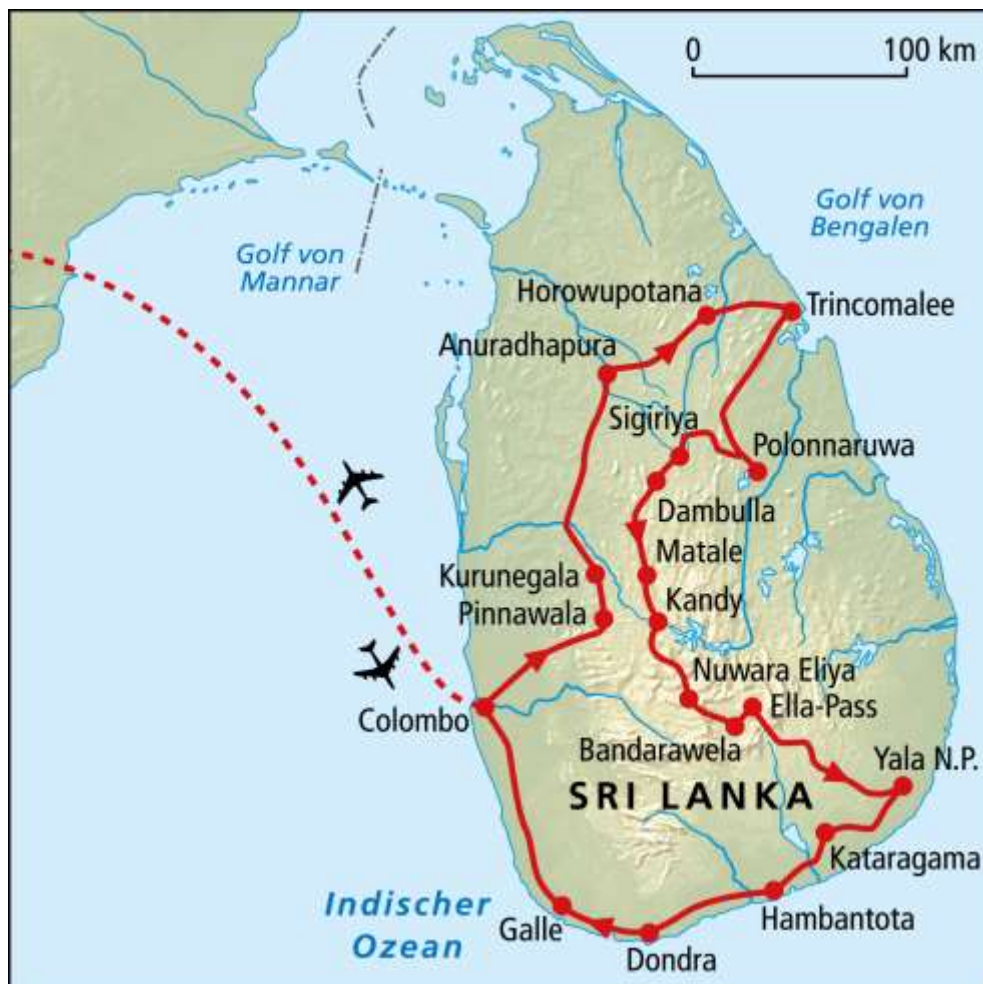 0 100 km
Golf von
Bengalen
Golf von
Mannar
Horowupotana
Trincomalee
Anuradhapura
Sigiriya
Polonnaruwa
Dambulla
Matale
Kurunegala
Kandy
Pinnawala
Nuwara Eliya
Ella-Pass
Colombo
Bandarawela
Yala N.P.
SRI LANKA
Kataragama
Indischer
Ozean
Galle
Hambantota
Dondra